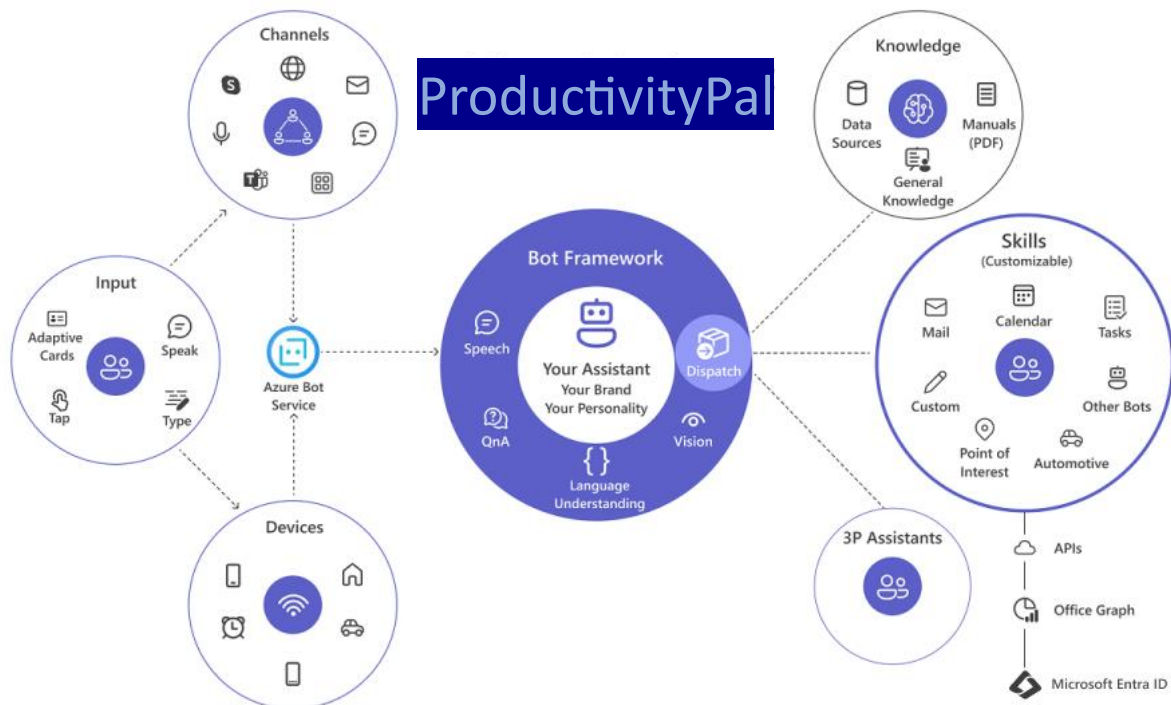 Channels
ProductivityPal
Knowledge
Data
Sources
Manuals
(PDF)
General
Knowledge
Input
Adaptive
Cards
Speak
Tap
Type
Azure Bot
Service
Bot Framework
Speech
Your Assistant
Your Brand
Your Personality
Dispatch
QnA
Vision
{ }
Language
Understanding
Skills
(Customizable)
Mail
Calendar
Tasks
Custom
Other Bots
Point of
Interest
Automotive
Devices
3P Assistants
APIs
Office Graph
Microsoft Entra ID